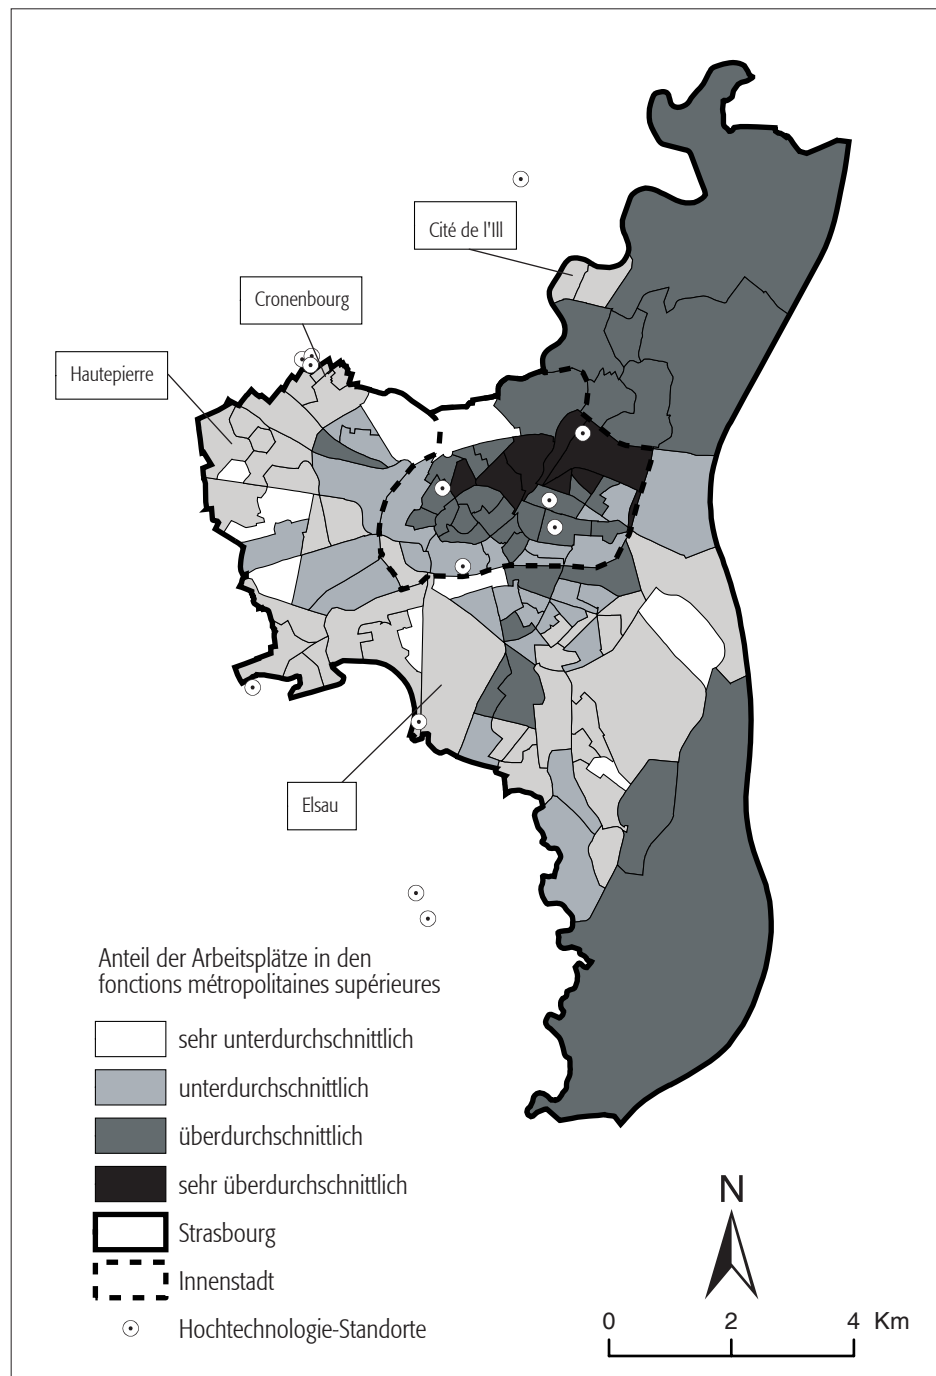 Cité de l'Ill
Cronenbourg
Hautepierre
Elsau
Anteil der Arbeitsplätze in den
fonctions métropolitaines supérieures
sehr unterdurchschnittlich
unterdurchschnittlich
überdurchschnittlich
sehr überdurchschnittlich
Strasbourg
Innenstadt
Hochtechnologie-Standorte
N
0 2 4 Km